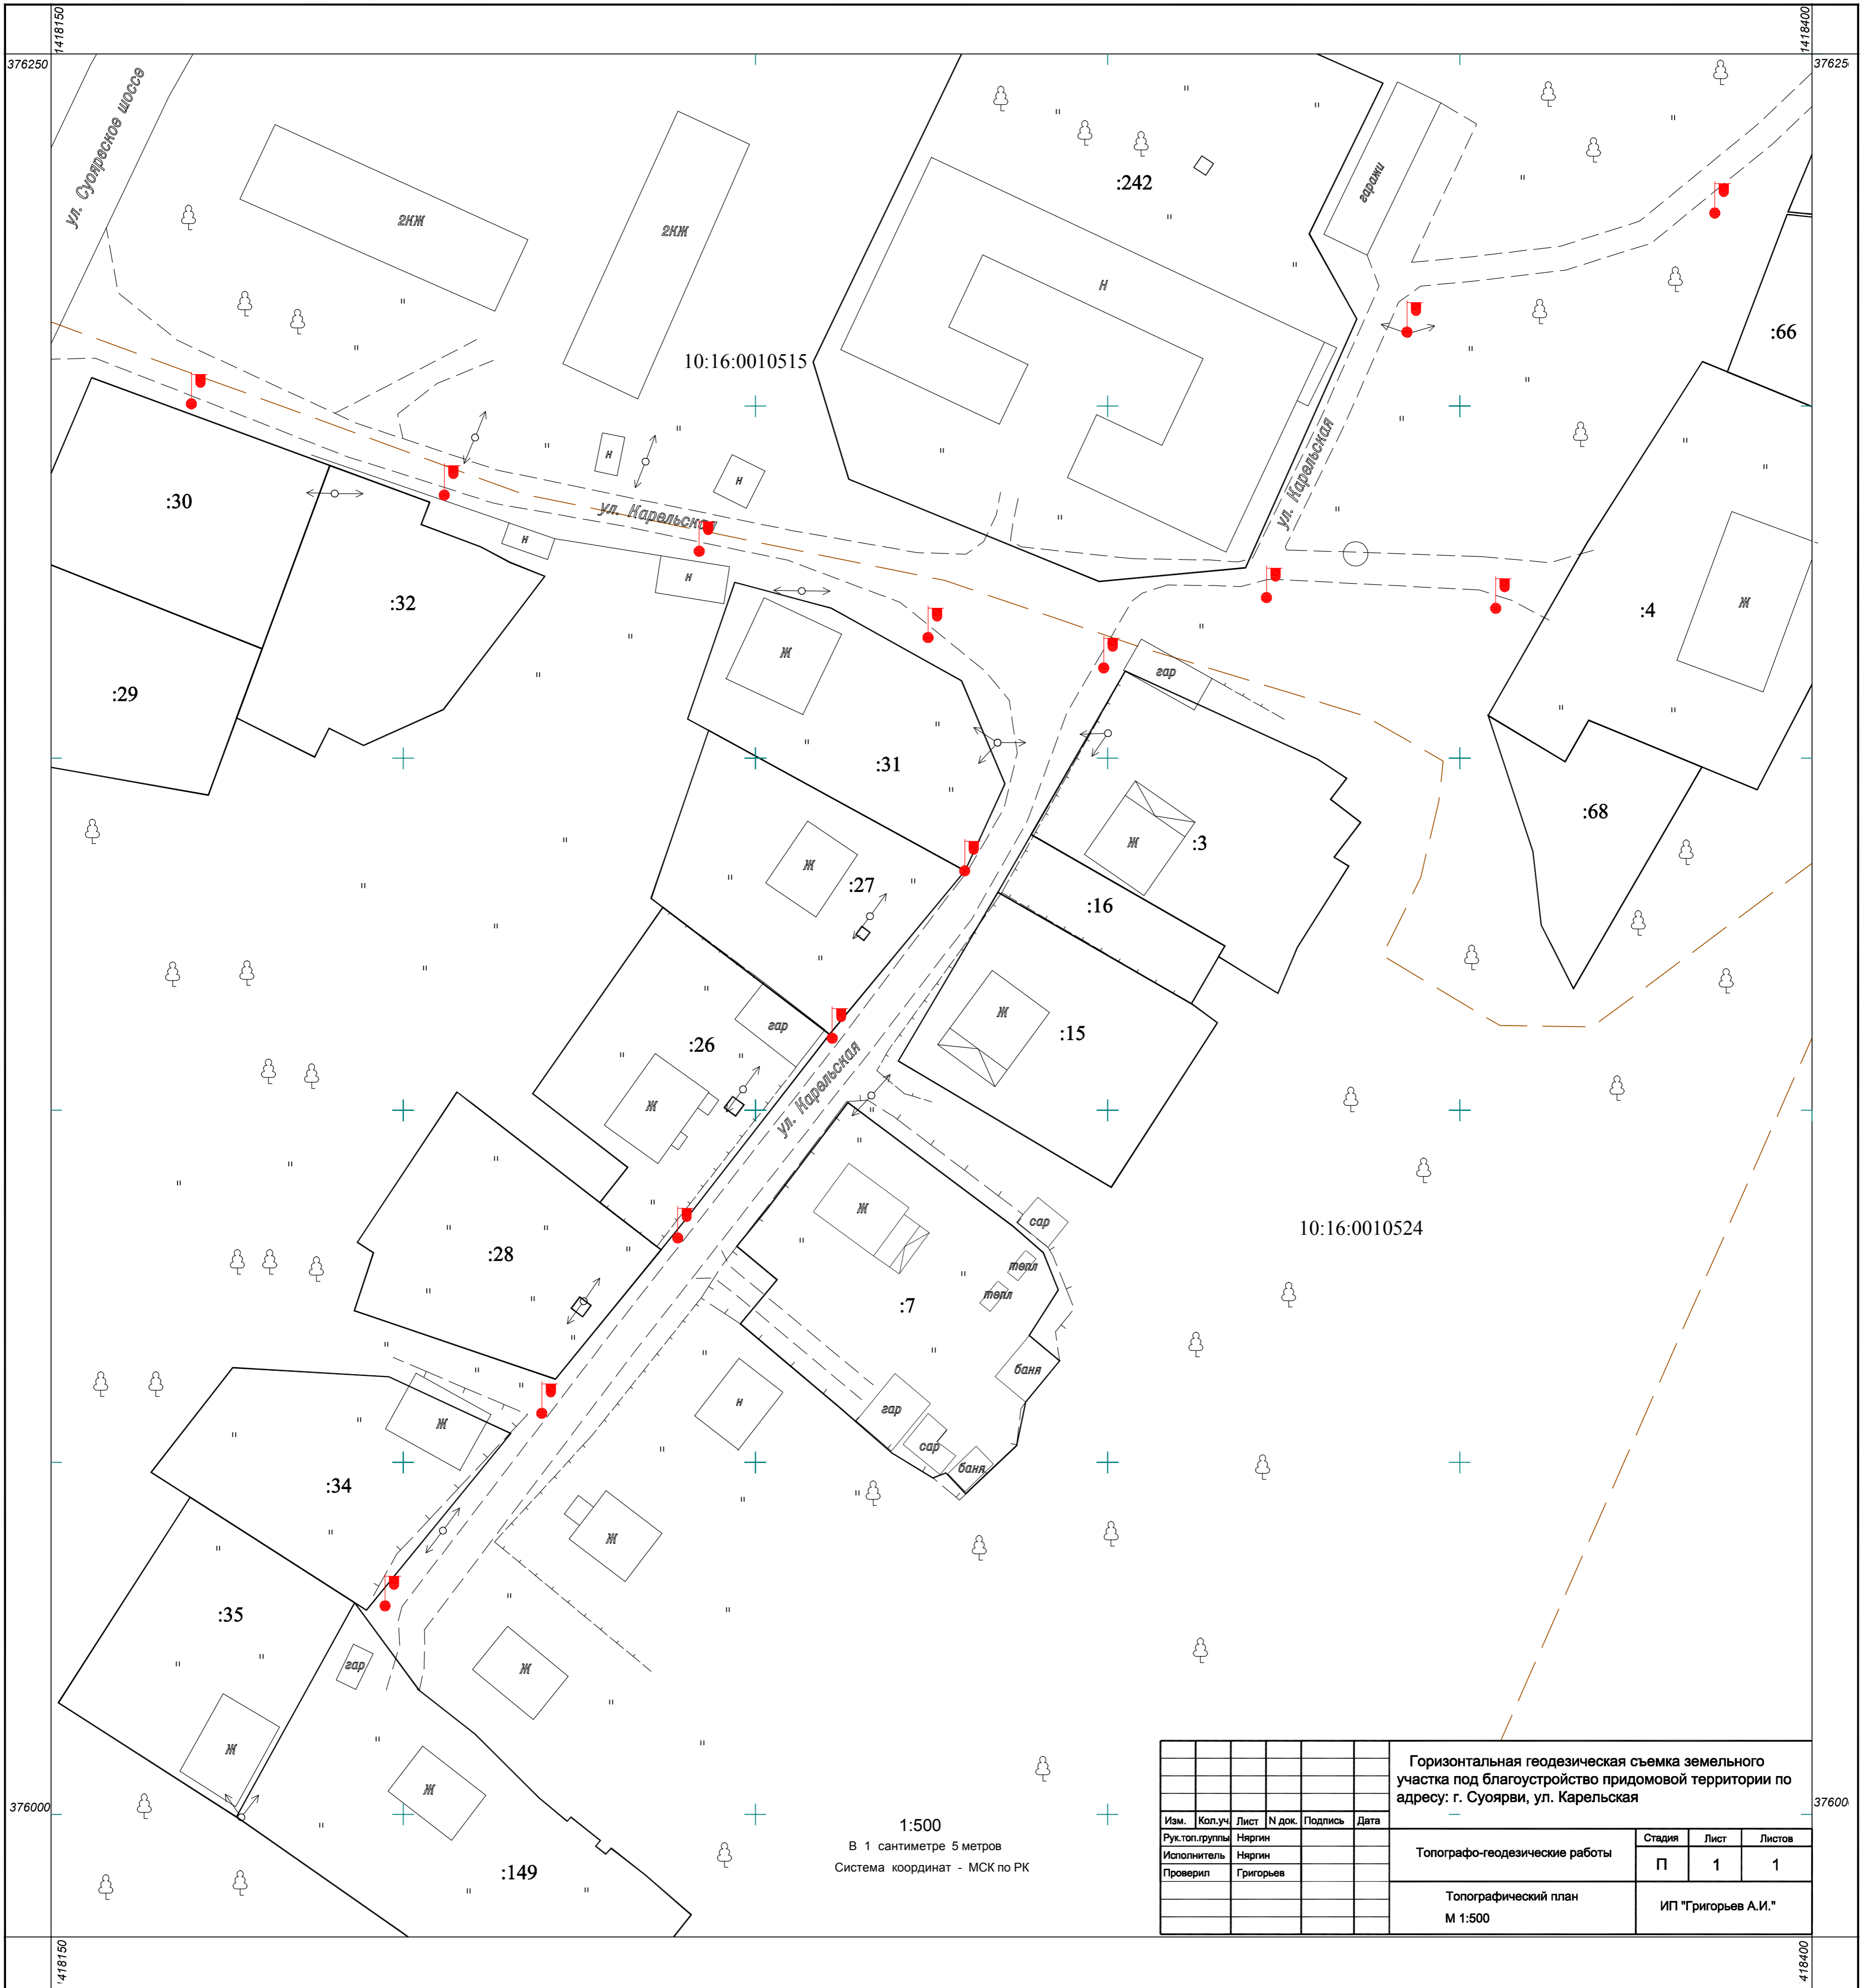 1418150
1418400
376250
37625
ул. Суоярвское шоссе
2КЖ
2КЖ
:242
гаражи
Н
:66
10:16:0010515
:30
Н
Н
ул. Карельская
ул. Карельская
Н
Н
:32
:4
Ж
:29
Ж
гар
:31
:68
Ж
:3
Ж
:27
:16
Ж
:15
гар
:26
Ж
ул. Карельская
Ж
сар
10:16:0010524
:28
тепл
тепл
:7
баня
Н
гар
Ж
сар
баня
:34
Ж
:35
гар
Ж
Ж
Ж
:149
376000
37600
1:500
В 1 сантиметре 5 метров
Система координат - МСК по РК
Горизонтальная геодезическая съемка земельного
участка под благоустройство придомовой территории по
адресу: г. Суоярви, ул. Карельская
Изм. Кол.уч. Лист N док. Подпись Дата
Рук.топ.группы Няргин
Исполнитель Няргин
Проверил Григорьев
Топографо-геодезические работы
Стадия Лист Листов
П 1 1
Топографический план
М 1:500
ИП "Григорьев А.И."
418150
418400